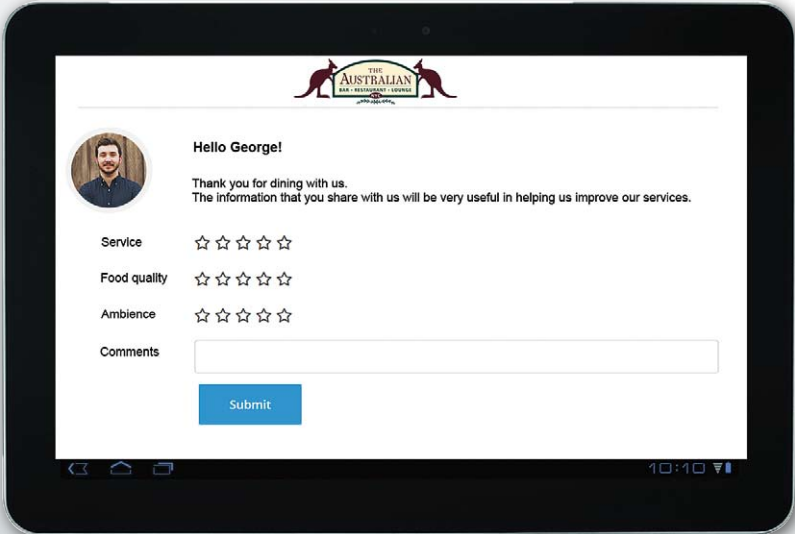 THE
AUSTRALIAN
BAR • RESTAURANT • LOUNGE
NYC
Hello George!
Thank you for dining with us.
The information that you share with us will be very useful in helping us improve our services.
Service
Food quality
Ambience
Comments
Submit
10:10